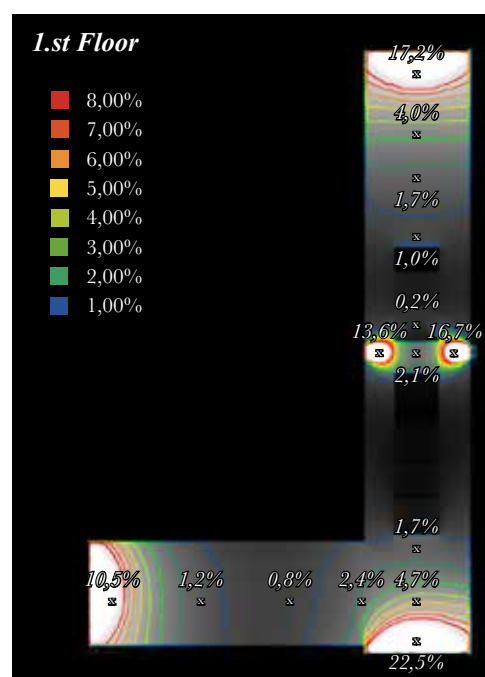 1.st Floor
17,2%
x
8,00%
7,00%
6,00%
5,00%
4,00%
3,00%
2,00%
1,00%
4,0%
x
x
1,7%
x
1,0%
0,2%
x
13,6% 16,7%
x x x
2,1%
1,7%
x
10,5% 1,2% 0,8% 2,4% 4,7%
x x x x x
x
22,5%